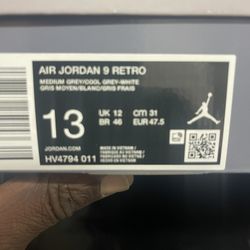 AIR JORDAN 9 RETRO
MEDIUM GREY/COOL GREY-WHITE
GRIS MOYEN/BLANC/GRIS FRAIS
13
UK 12
CM 31
BR 46
EUR 47.5
JORDAN.COM
HV4794 011
MADE IN VIETNAM